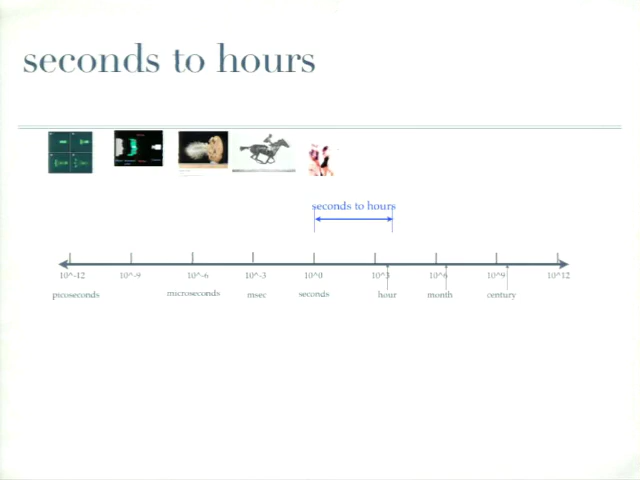 seconds to hours
seconds to hours
10^-12 10^-9 10^-6 10^-3 10^0 10^3 10^6 10^9 10^12
picoseconds microseconds msec seconds hour month century